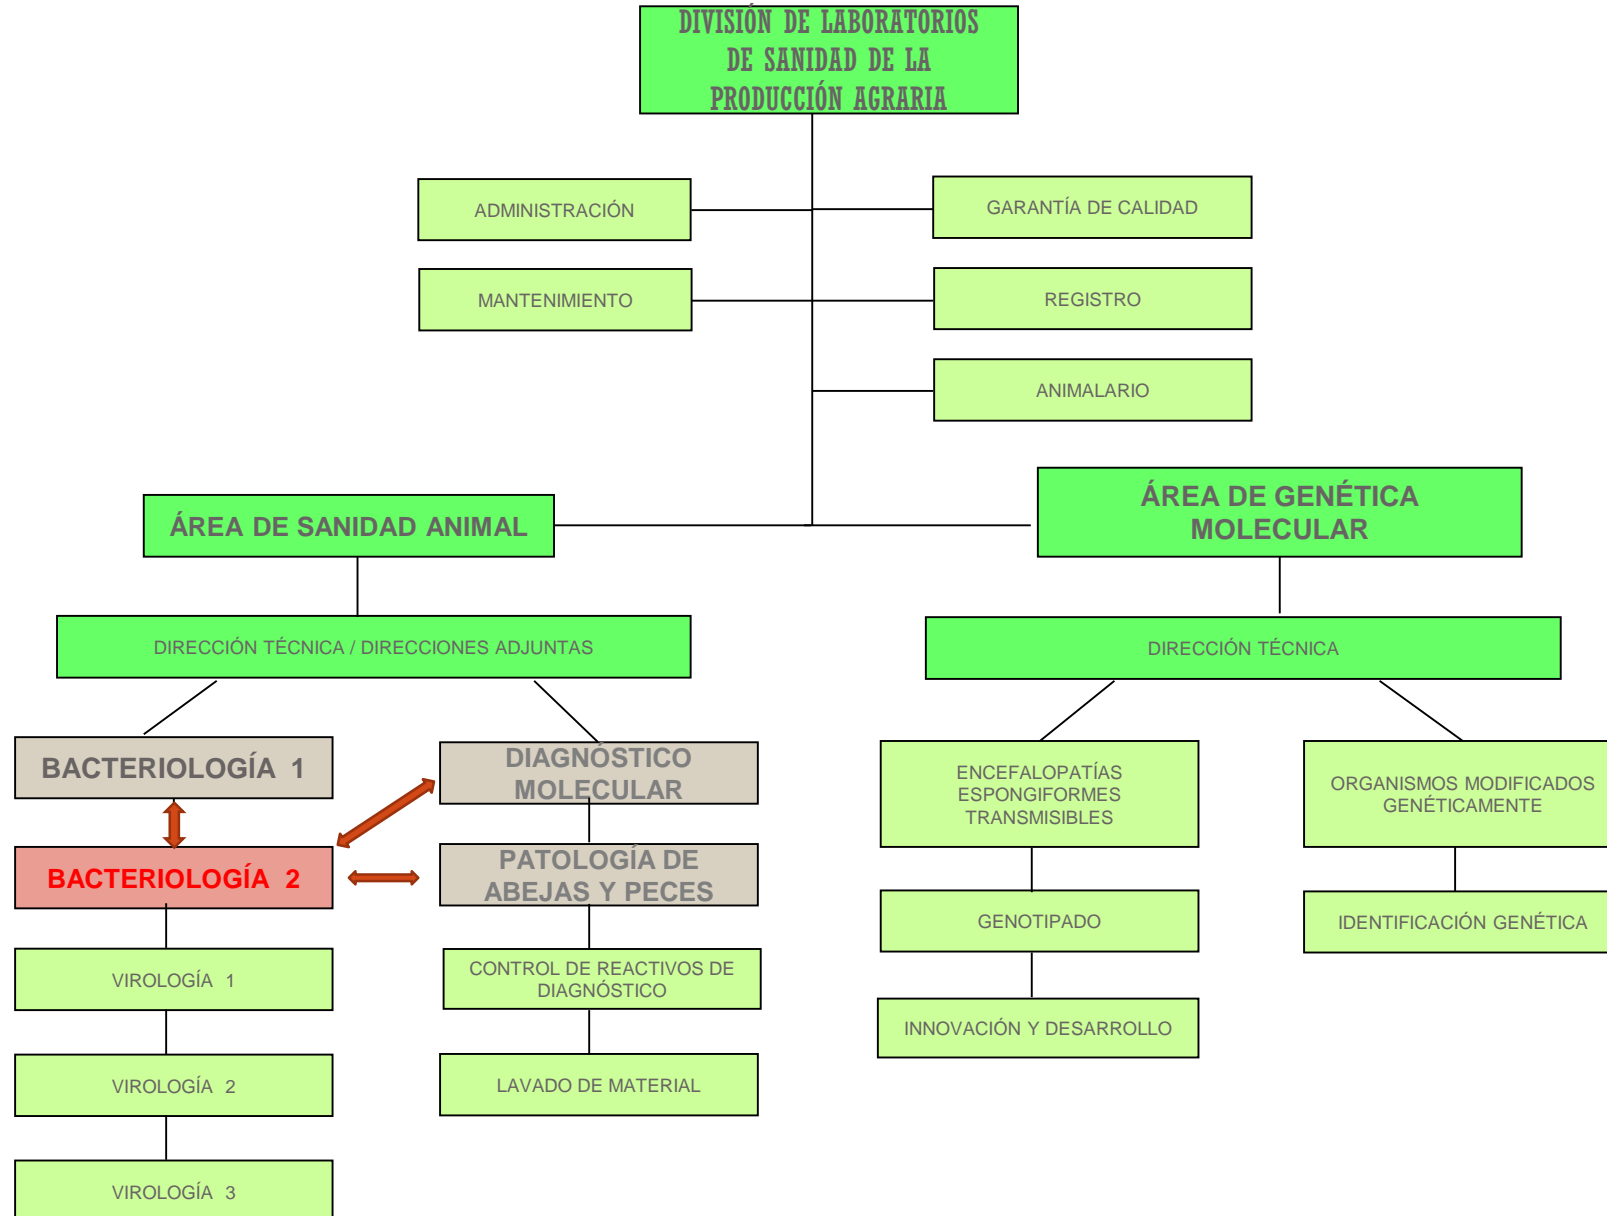 DIVISIÓN DE LABORATORIOS
DE SANIDAD DE LA
PRODUCCIÓN AGRARIA
ADMINISTRACIÓN
GARANTÍA DE CALIDAD
MANTENIMIENTO
REGISTRO
ANIMALARIO
ÁREA DE SANIDAD ANIMAL
ÁREA DE GENÉTICA
MOLECULAR
DIRECCIÓN TÉCNICA / DIRECCIONES ADJUNTAS
DIRECCIÓN TÉCNICA
BACTERIOLOGÍA 1
DIAGNÓSTICO
MOLECULAR
ENCEFALOPATÍAS
ESPONGIFORMES
TRANSMISIBLES
ORGANISMOS MODIFICADOS
GENÉTICAMENTE
BACTERIOLOGÍA 2
PATOLOGÍA DE
ABEJAS Y PECES
GENOTIPADO
IDENTIFICACIÓN GENÉTICA
VIROLOGÍA 1
CONTROL DE REACTIVOS DE
DIAGNÓSTICO
INNOVACIÓN Y DESARROLLO
VIROLOGÍA 2
LAVADO DE MATERIAL
VIROLOGÍA 3